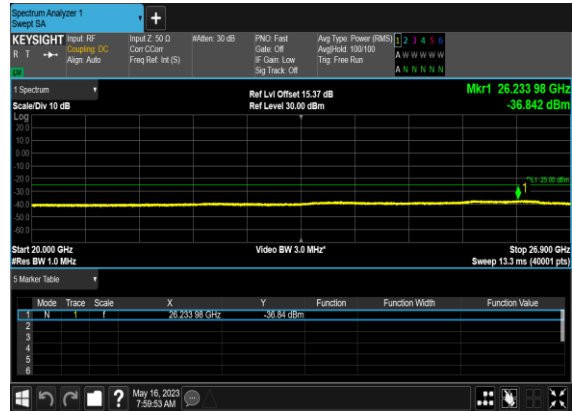 Spectrum Analyzer 1
Swept SA
+
KEYSIGHT Input: RF Input Z: 50 Ω #Atten: 30 dB PNO: Fast Avg Type: Power (RMS) 1 2 3 4 5 6
R T Coupling: DC Corr CCorr Gate: Off Avg|Hold: 100/100 A W W W W W
Align: Auto Freq Ref: Int (S) IF Gain: Low Trig: Free Run
LW Sig Track: Off A N N N N N
1 Spectrum Ref Lvl Offset 15.37 dB Mkr1 26.233 98 GHz
Scale/Div 10 dB Ref Level 30.00 dBm -36.842 dBm
Log
20.0
10.0
0.00
-10.0
-20.0
DL1 -25.00 dBm
1
-30.0
-40.0
-50.0
-60.0
Start 20.000 GHz Video BW 3.0 MHz* Stop 26.900 GHz
#Res BW 1.0 MHz Sweep 13.3 ms (40001 pts)
5 Marker Table
Mode Trace Scale X Y Function Function Width Function Value
1 N 1 f 26.233 98 GHz -36.84 dBm
2
3
4
5
6
? May 16, 2023
7:59:53 AM